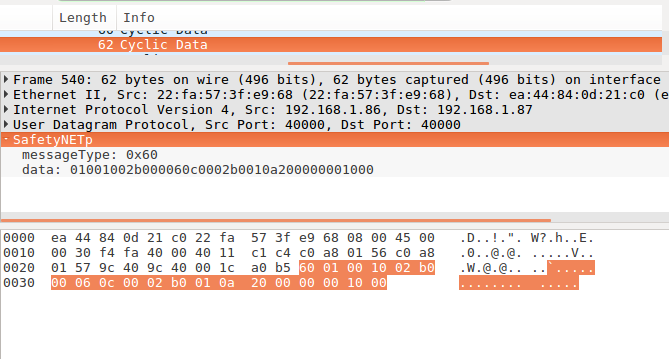 Length Info
62 Cyclic Data
Frame 540: 62 bytes on wire (496 bits), 62 bytes captured (496 bits) on interface
Ethernet II, Src: 22:fa:57:3f:e9:68 (22:fa:57:3f:e9:68), Dst: ea:44:84:0d:21:c0 (e
Internet Protocol Version 4, Src: 192.168.1.86, Dst: 192.168.1.87
User Datagram Protocol, Src Port: 40000, Dst Port: 40000
SafetyNETp
messageType: 0x60
data: 01001002b000060c0002b0010a200000001000
0000 ea 44 84 0d 21 c0 22 fa 57 3f e9 68 08 00 45 00 .D..!.". W?.h..E.
0010 00 30 f4 fa 40 00 40 11 c1 c4 c0 a8 01 56 c0 a8 .0..@.@. .....V..
0020 01 57 9c 40 9c 40 00 1c a0 b5 60 01 00 10 02 b0 .W.@.@.. ..`.....
0030 00 06 0c 00 02 b0 01 0a 20 00 00 00 10 00 ........ .....